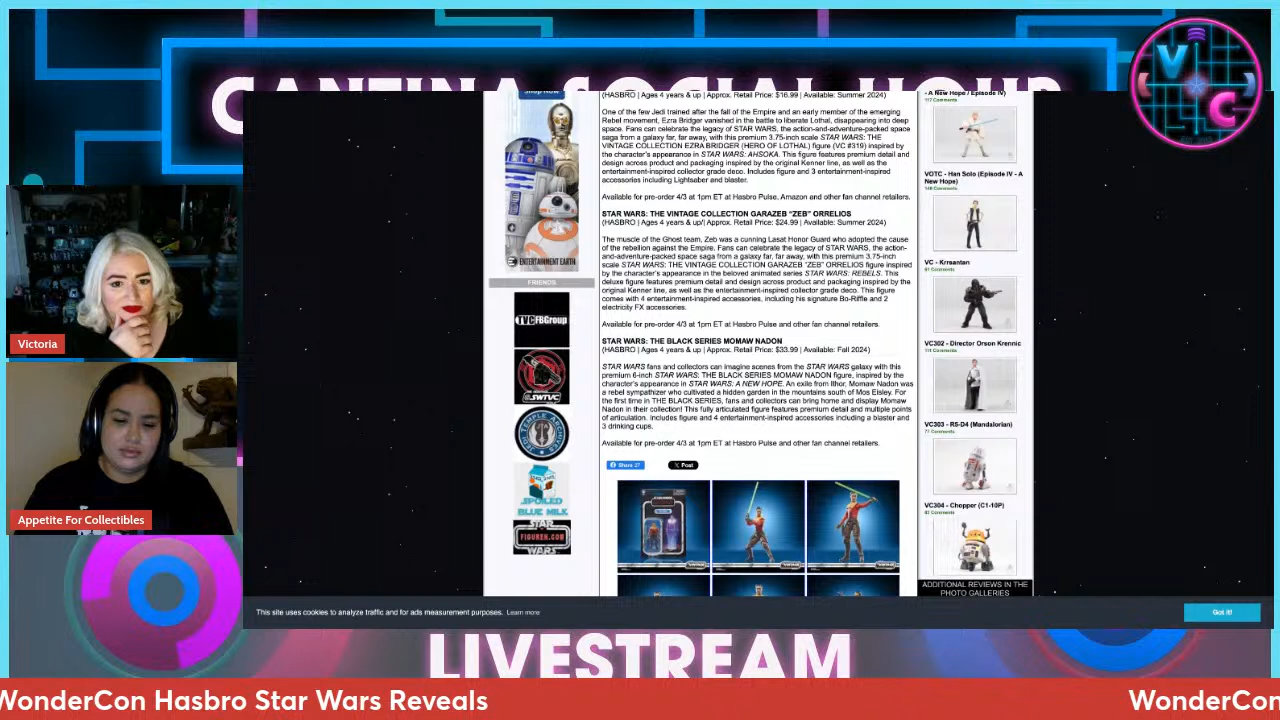 CANTINA SOCIAL HOUR
V
C
Shop Now
ENTERTAINMENT EARTH
FRIENDS
TVCFBGroup
SWTVC
SPOILED
BLUE MILK
STAR
FIGUREN.COM
WARS
(HASBRO | Ages 4 years & up | Approx. Retail Price: $16.99 | Available: Summer 2024)
One of the few Jedi trained after the fall of the Empire and an early member of the emerging
Rebel movement, Ezra Bridger vanished in the battle to liberate Lothal, disappearing into deep
space. Fans can celebrate the legacy of STAR WARS, the action-and-adventure-packed space
saga from a galaxy far, far away, with this premium 3.75-inch scale STAR WARS: THE
VINTAGE COLLECTION EZRA BRIDGER (HERO OF LOTHAL) figure (VC #319) inspired by
the character's appearance in STAR WARS: AHSOKA. This figure features premium detail and
design across product and packaging inspired by the original Kenner line, as well as the
entertainment-inspired collector grade deco. Includes figure and 3 entertainment-inspired
accessories including Lightsaber and blaster.
Available for pre-order 4/3 at 1pm ET at Hasbro Pulse, Amazon and other fan channel retailers.
STAR WARS: THE VINTAGE COLLECTION GARAZEB "ZEB" ORRELIOS
(HASBRO | Ages 4 years & up/| Approx. Retail Price: $24.99 | Available: Summer 2024)
The muscle of the Ghost team, Zeb was a cunning Lasat Honor Guard who adopted the cause
of the rebellion against the Empire. Fans can celebrate the legacy of STAR WARS, the action-
and-adventure-packed space saga from a galaxy far, far away, with this premium 3.75-inch
scale STAR WARS: THE VINTAGE COLLECTION GARAZEB "ZEB" ORRELIOS figure inspired
by the character's appearance in the beloved animated series STAR WARS: REBELS. This
deluxe figure features premium detail and design across product and packaging inspired by the
original Kenner line, as well as the entertainment-inspired collector grade deco. This figure
comes with 4 entertainment-inspired accessories, including his signature Bo-Riffle and 2
electricity FX accessories.
Available for pre-order 4/3 at 1pm ET at Hasbro Pulse and other fan channel retailers.
STAR WARS: THE BLACK SERIES MOMAW NADON
(HASBRO | Ages 4 years & up | Approx. Retail Price: $33.99 | Available: Fall 2024)
STAR WARS fans and collectors can imagine scenes from the STAR WARS galaxy with this
premium 6-inch STAR WARS: THE BLACK SERIES MOMAW NADON figure, inspired by the
character's appearance in STAR WARS: A NEW HOPE. An exile from Ithor, Momaw Nadon was
a rebel sympathizer who cultivated a hidden garden in the mountains south of Mos Eisley. For
the first time in THE BLACK SERIES, fans and collectors can bring home and display Momaw
Nadon in their collection! This fully articulated figure features premium detail and multiple points
of articulation. Includes figure and 4 entertainment-inspired accessories including a blaster and
3 drinking cups.
Available for pre-order 4/3 at 1pm ET at Hasbro Pulse and other fan channel retailers.
Share 37
X Post
- A New Hope / Episode IV)
117 Comments
VOTC - Han Solo (Episode IV - A
New Hope)
VC - Krrsantan
VC302 - Director Orson Krennic
VC303 - R5-D4 (Mandalorian)
VC304 - Chopper (C1-10P)
ADDITIONAL REVIEWS IN THE
PHOTO GALLERIES
Victoria
Appetite For Collectibles
This site uses cookies to analyze traffic and for ads measurement purposes. Learn more
Got it!
LIVESTREAM
WonderCon Hasbro Star Wars Reveals
WonderCon